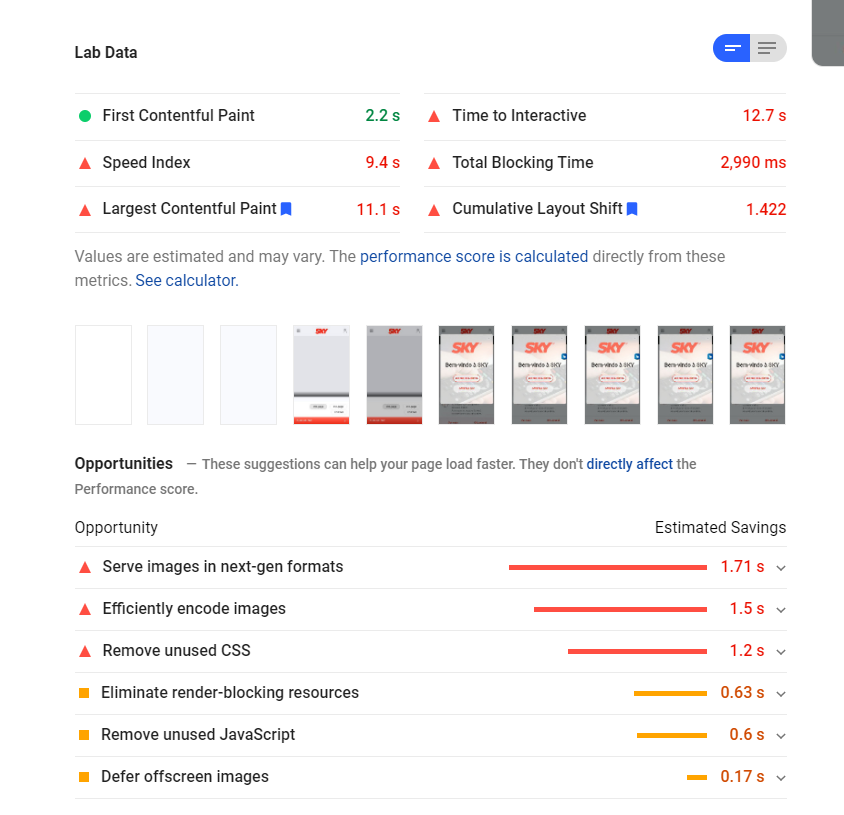 Lab Data
First Contentful Paint 2.2 s
Time to Interactive 12.7 s
Speed Index 9.4 s
Total Blocking Time 2,990 ms
Largest Contentful Paint 11.1 s
Cumulative Layout Shift 1.422
Values are estimated and may vary. The performance score is calculated directly from these
metrics. See calculator.
SKY
SKY
SKY
Bem-vindo à SKY
SKY
Bem-vindo à SKY
SKY
Bem-vindo à SKY
SKY
Bem-vindo à SKY
SKY
Bem-vindo à SKY
Opportunities — These suggestions can help your page load faster. They don't directly affect the
Performance score.
Opportunity Estimated Savings
Serve images in next-gen formats 1.71 s
Efficiently encode images 1.5 s
Remove unused CSS 1.2 s
Eliminate render-blocking resources 0.63 s
Remove unused JavaScript 0.6 s
Defer offscreen images 0.17 s